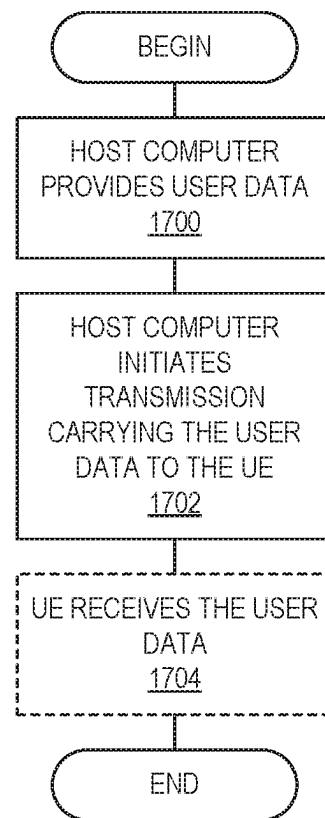 BEGIN
HOST COMPUTER
PROVIDES USER DATA
1700
HOST COMPUTER
INITIATES
TRANSMISSION
CARRYING THE USER
DATA TO THE UE
1702
UE RECEIVES THE USER
DATA
1704
END